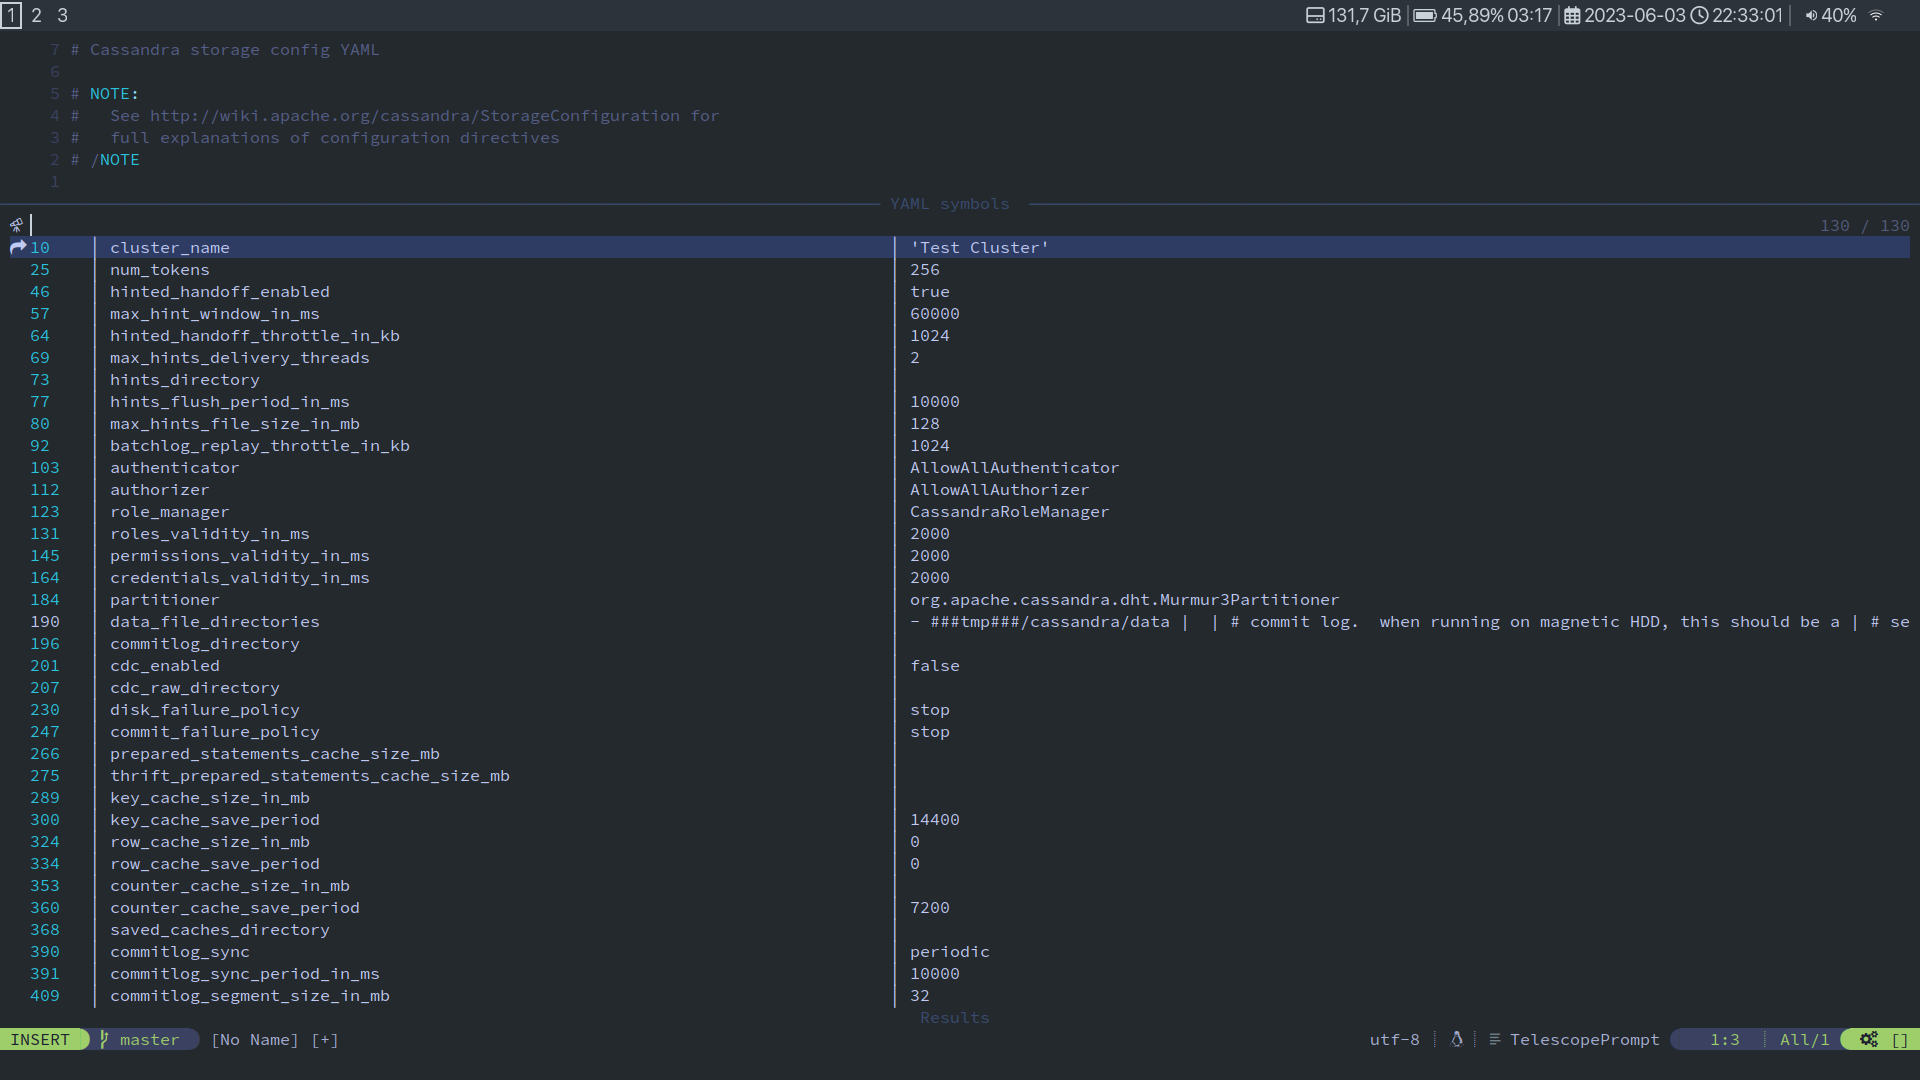 1 2 3 131,7 GiB 45,89% 03:17 2023-06-03 22:33:01 40%
7 # Cassandra storage config YAML
6
5 # NOTE:
4 #   See http://wiki.apache.org/cassandra/StorageConfiguration for
3 #   full explanations of configuration directives
2 # /NOTE
1
YAML symbols
130 / 130
10 | cluster_name | 'Test Cluster'
25 | num_tokens | 256
46 | hinted_handoff_enabled | true
57 | max_hint_window_in_ms | 60000
64 | hinted_handoff_throttle_in_kb | 1024
69 | max_hints_delivery_threads | 2
73 | hints_directory |
77 | hints_flush_period_in_ms | 10000
80 | max_hints_file_size_in_mb | 128
92 | batchlog_replay_throttle_in_kb | 1024
103 | authenticator | AllowAllAuthenticator
112 | authorizer | AllowAllAuthorizer
123 | role_manager | CassandraRoleManager
131 | roles_validity_in_ms | 2000
145 | permissions_validity_in_ms | 2000
164 | credentials_validity_in_ms | 2000
184 | partitioner | org.apache.cassandra.dht.Murmur3Partitioner
190 | data_file_directories | - ###tmp###/cassandra/data |  | # commit log.  when running on magnetic HDD, this should be a | # se
196 | commitlog_directory |
201 | cdc_enabled | false
207 | cdc_raw_directory |
230 | disk_failure_policy | stop
247 | commit_failure_policy | stop
266 | prepared_statements_cache_size_mb |
275 | thrift_prepared_statements_cache_size_mb |
289 | key_cache_size_in_mb |
300 | key_cache_save_period | 14400
324 | row_cache_size_in_mb | 0
334 | row_cache_save_period | 0
353 | counter_cache_size_in_mb |
360 | counter_cache_save_period | 7200
368 | saved_caches_directory |
390 | commitlog_sync | periodic
391 | commitlog_sync_period_in_ms | 10000
409 | commitlog_segment_size_in_mb | 32
Results
INSERT master [No Name] [+] utf-8 TelescopePrompt 1:3 All/1 []